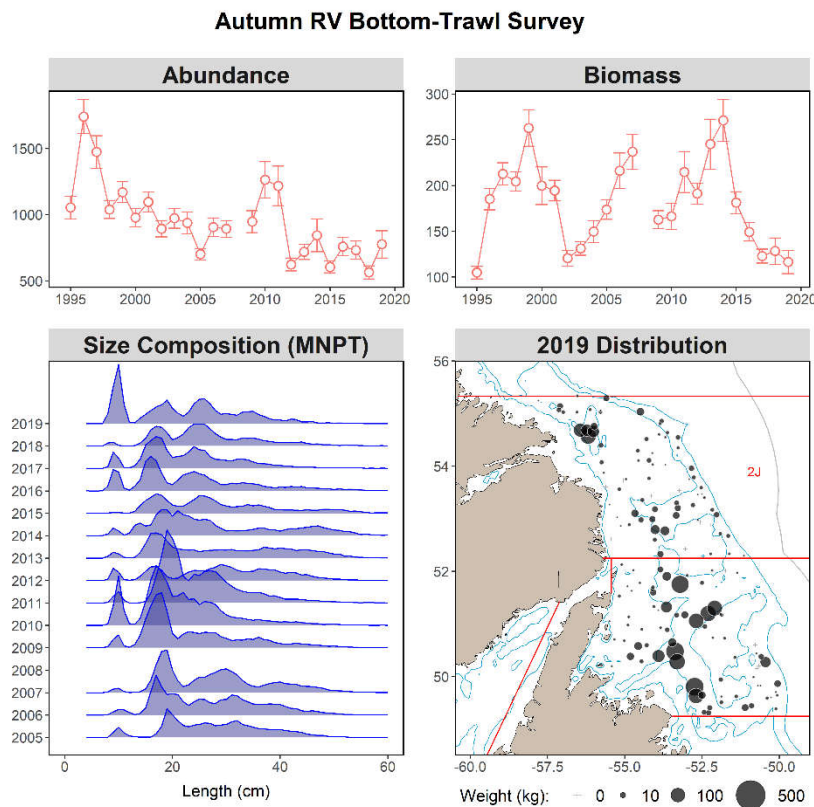 Autumn RV Bottom-Trawl Survey
Abundance
1500
1000
500
1995 2000 2005 2010 2015 2020
Biomass
300
250
200
150
100
1995 2000 2005 2010 2015 2020
Size Composition (MNPT)
2019
2018
2017
2016
2015
2014
2013
2012
2011
2010
2009
2008
2007
2006
2005
0 20 40 60
Length (cm)
2019 Distribution
56
54
52
50
2J
-60.0 -57.5 -55.0 -52.5 -50.0
Weight (kg): 0 10 100 500